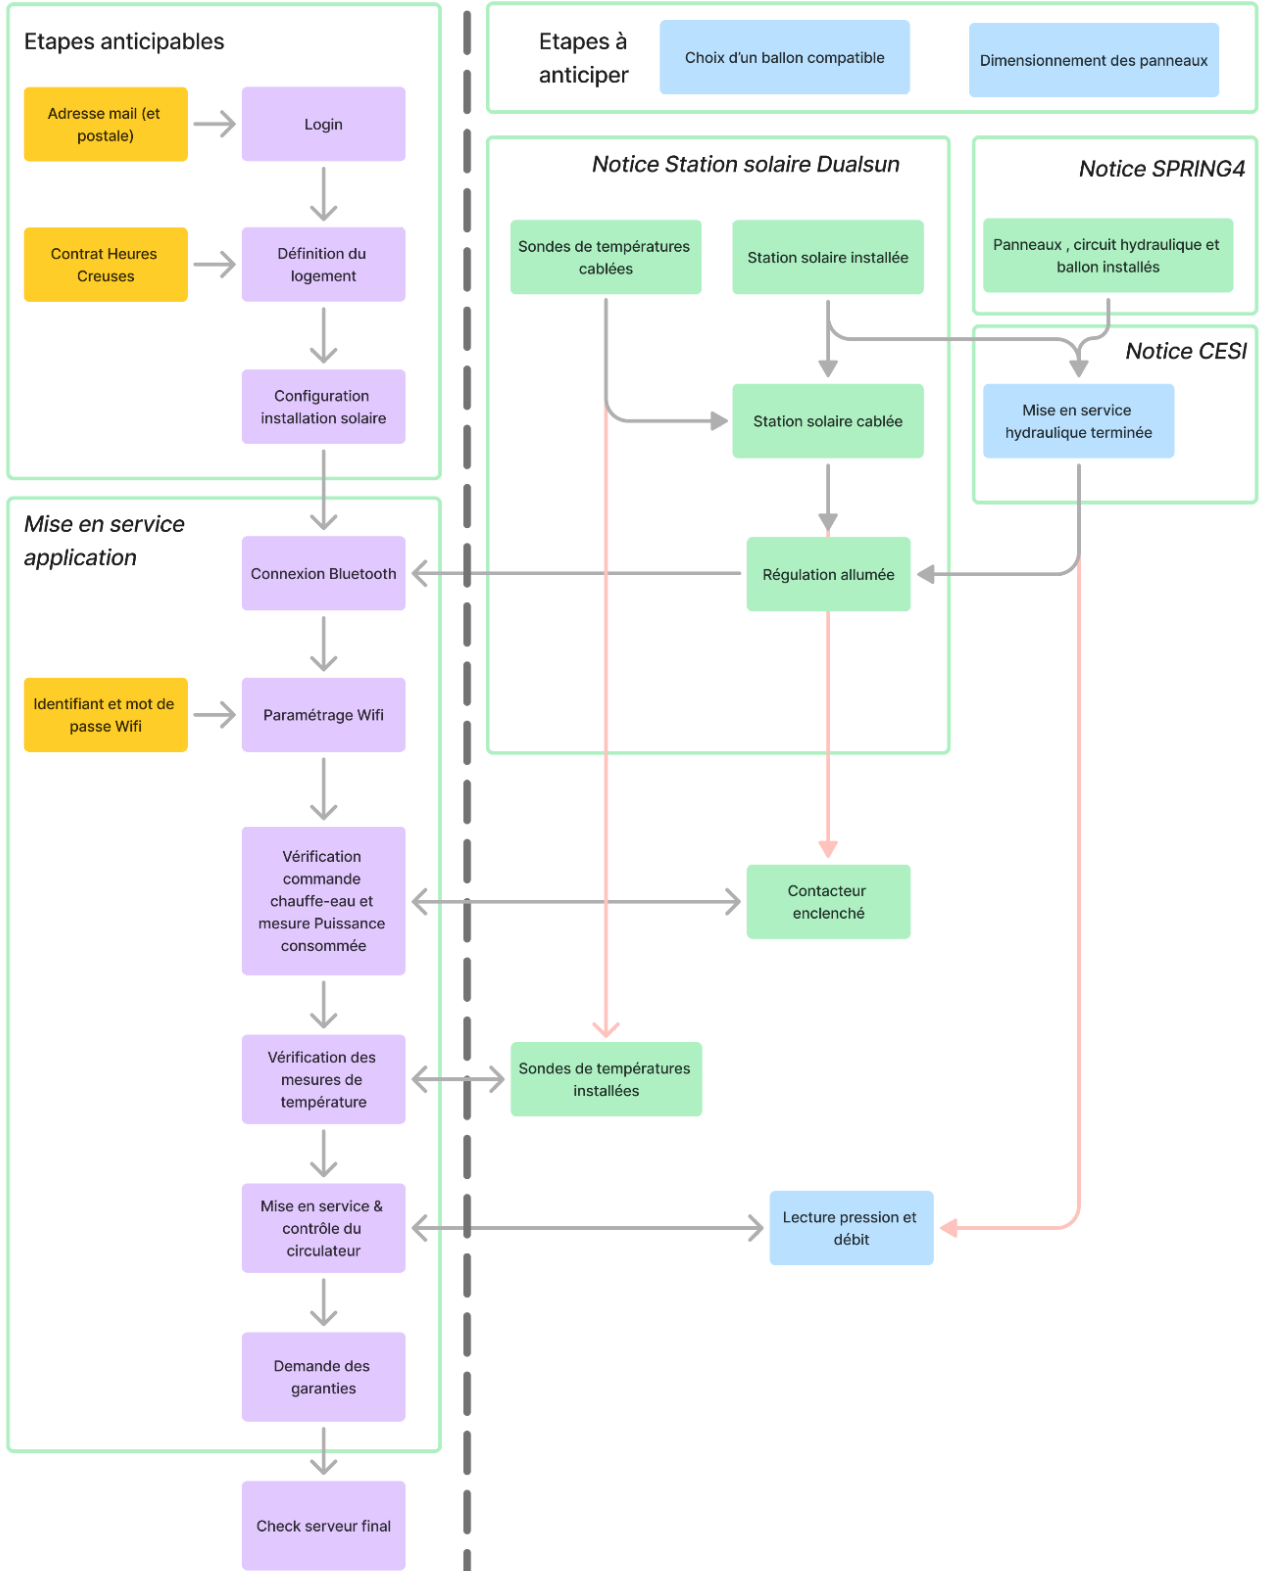 Etapes anticipables
Adresse mail (et
postale)
Login
Contrat Heures
Creuses
Définition du
logement
Configuration
installation solaire
Mise en service
application
Connexion Bluetooth
Identifiant et mot de
passe Wifi
Paramétrage Wifi
Vérification
commande
chauffe-eau et
mesure Puissance
consommée
Vérification des
mesures de
température
Mise en service &
contrôle du
circulateur
Demande des
garanties
Check serveur final
Etapes à
anticiper
Choix d'un ballon compatible
Dimensionnement des panneaux
Notice Station solaire Dualsun
Sondes de températures
cablées
Station solaire installée
Station solaire cablée
Régulation allumée
Notice SPRING4
Panneaux , circuit hydraulique et
ballon installés
Notice CESI
Mise en service
hydraulique terminée
Contacteur
enclenché
Sondes de températures
installées
Lecture pression et
débit